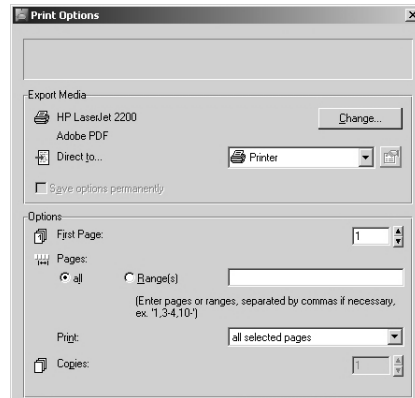 Print Options
Export Media
HP LaserJet 2200
Change...
Adobe PDF
Direct to...
Printer
Save options permanently
Options
First Page:
1
Pages:
all
Range(s)
(Enter pages or ranges, separated by commas if necessary,
ex. '1,3-4,10-')
Print:
all selected pages
Copies:
1